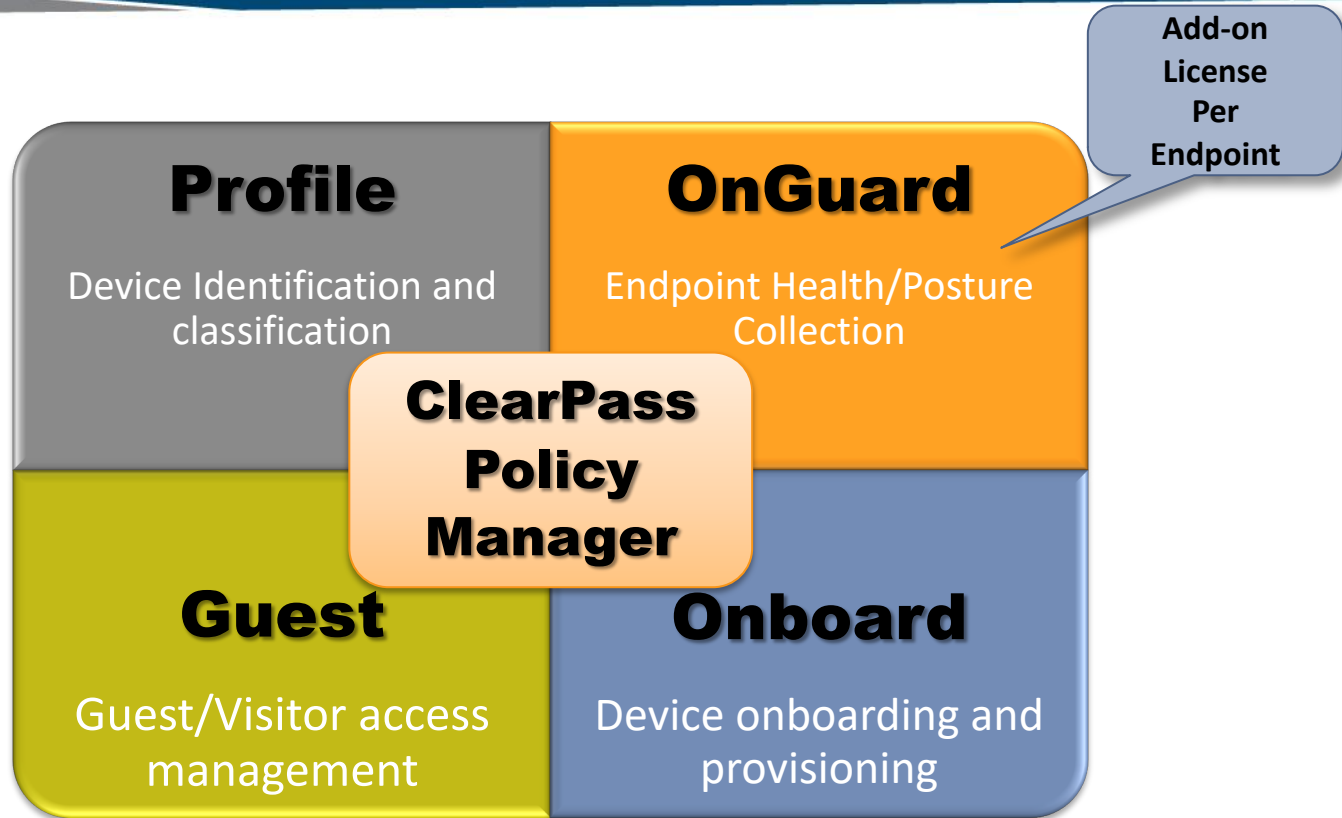 Add-on
License
Per
Endpoint
Profile
Device Identification and
classification
OnGuard
Endpoint Health/Posture
Collection
ClearPass
Policy
Manager
Guest
Guest/Visitor access
management
Onboard
Device onboarding and
provisioning